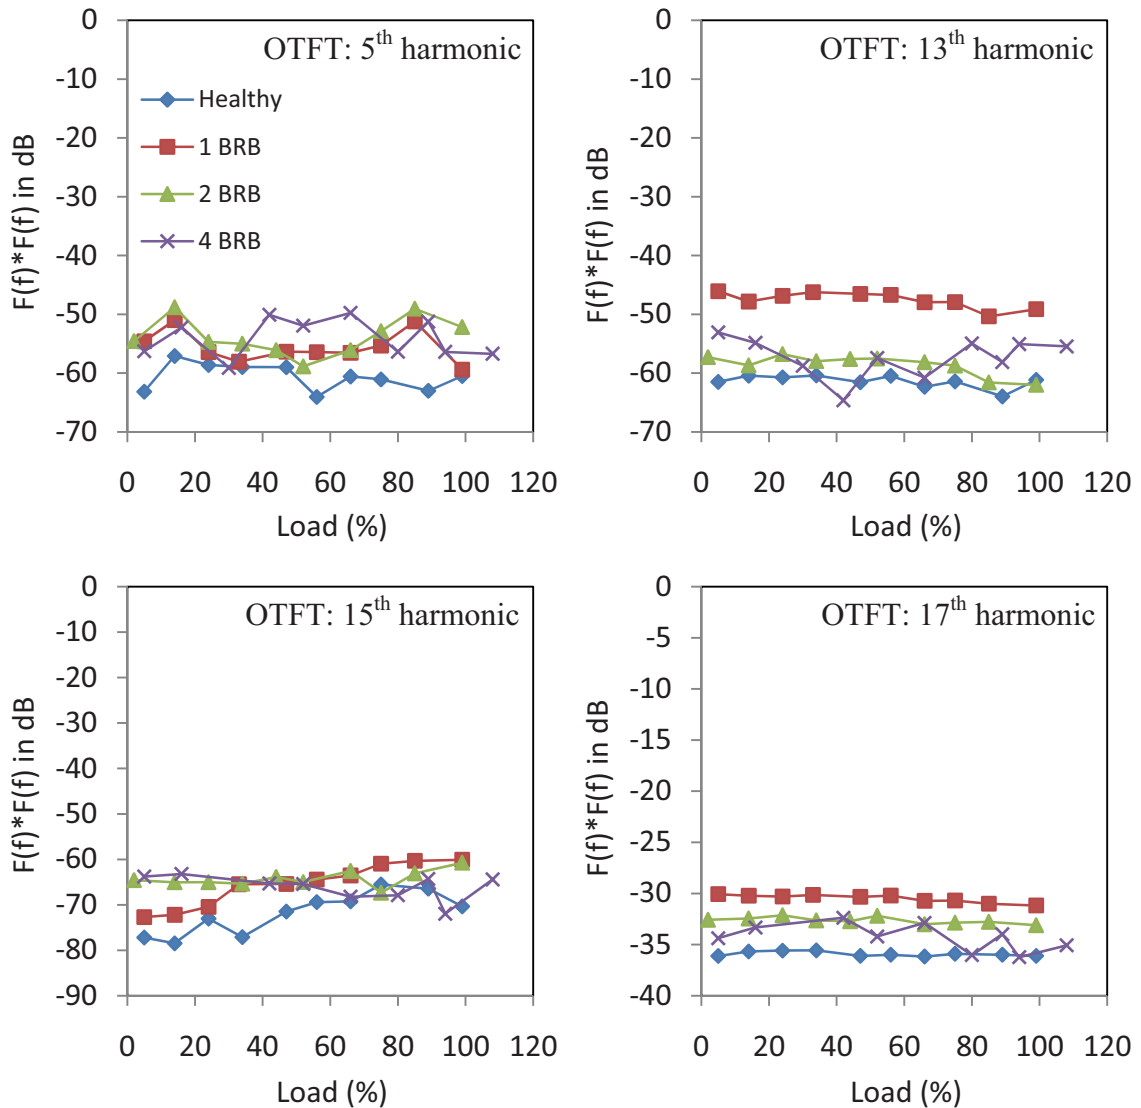 OTFT: 5th harmonic
F(f)*F(f) in dB
0
-10
-20
-30
-40
-50
-60
-70
Healthy
1 BRB
2 BRB
4 BRB
0 20 40 60 80 100 120
Load (%)
OTFT: 13th harmonic
F(f)*F(f) in dB
0
-10
-20
-30
-40
-50
-60
-70
0 20 40 60 80 100 120
Load (%)
OTFT: 15th harmonic
F(f)*F(f) in dB
0
-10
-20
-30
-40
-50
-60
-70
-80
-90
0 20 40 60 80 100 120
Load (%)
OTFT: 17th harmonic
F(f)*F(f) in dB
0
-5
-10
-15
-20
-25
-30
-35
-40
0 20 40 60 80 100 120
Load (%)